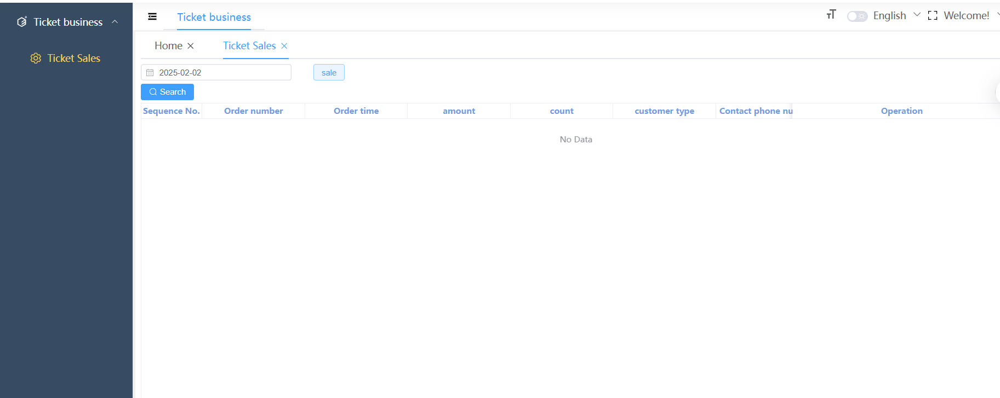 Ticket business
Ticket Sales
Ticket business
English
Welcome!
Home
Ticket Sales
2025-02-02
sale
Search
Sequence No. Order number Order time amount count customer type Contact phone nu Operation
No Data